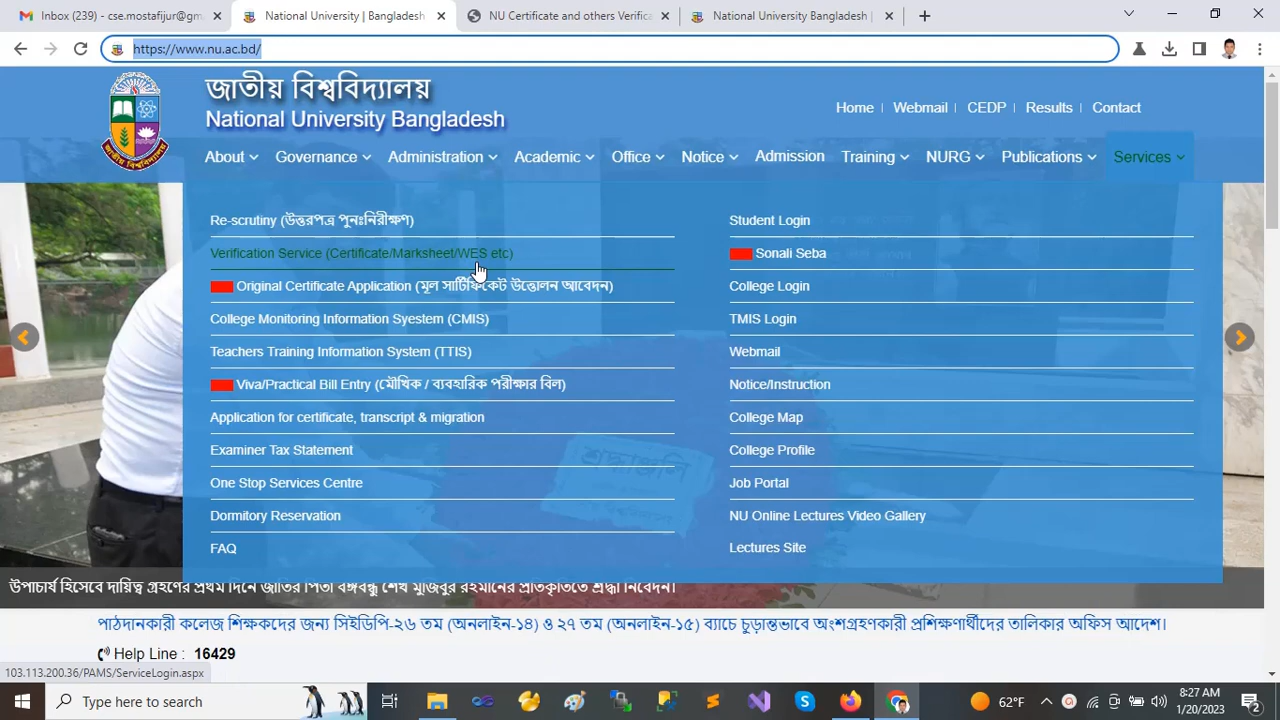 Inbox (239) - cse.mostafijur@gm
National University | Bangladesh
NU Certificate and others Verifica
National University Bangladesh |
https://www.nu.ac.bd/
জাতীয় বিশ্ববিদ্যালয়
National University Bangladesh
Home
Webmail
CEDP
Results
Contact
About
Governance
Administration
Academic
Office
Notice
Admission
Training
NURG
Publications
Services
Re-scrutiny (উত্তরপত্র পুনঃনিরীক্ষণ)
Verification Service (Certificate/Marksheet/WES etc)
Original Certificate Application (মূল সার্টিফিকেট উত্তোলন আবেদন)
College Monitoring Information Syestem (CMIS)
Teachers Training Information System (TTIS)
Viva/Practical Bill Entry (মৌখিক / ব্যবহারিক পরীক্ষার বিল)
Application for certificate, transcript & migration
Examiner Tax Statement
One Stop Services Centre
Dormitory Reservation
FAQ
Student Login
Sonali Seba
College Login
TMIS Login
Webmail
Notice/Instruction
College Map
College Profile
Job Portal
NU Online Lectures Video Gallery
Lectures Site
শ্রদ্ধাঞ্জলি
উপাচার্য হিসেবে দায়িত্ব গ্রহণের প্রথম দিনে জাতির পিতা বঙ্গবন্ধু শেখ মুজিবুর রহমানের প্রতিকৃতিতে শ্রদ্ধা নিবেদন।
পাঠদানকারী কলেজ শিক্ষকদের জন্য সিইডিপি-২৬ তম (অনলাইন-১৪) ও ২৭ তম (অনলাইন-১৫) ব্যাচে চুড়ান্তভাবে অংশগ্রহণকারী প্রশিক্ষণার্থীদের তালিকার অফিস আদেশ।
Help Line : 16429
103.113.200.36/PAMS/ServiceLogin.aspx
Type here to search
62°F
8:27 AM
1/20/2023
2